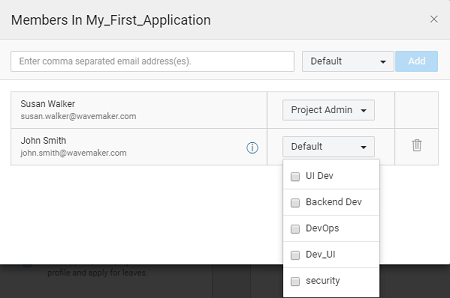 Members In My_First_Application
Enter comma separated email address(es).
Default
Add
Susan Walker
susan.walker@wavemaker.com
Project Admin
John Smith
john.smith@wavemaker.com
Default
UI Dev
Backend Dev
DevOps
Dev_UI
security
profile and apply for leaves.